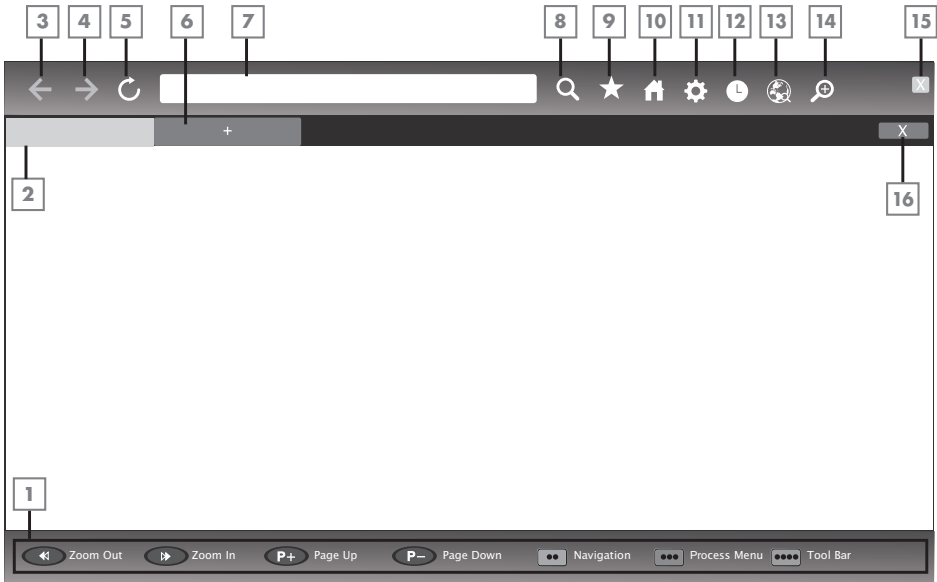 3 4 5 6 7 8 9 10 11 12 13 14 15
X
+ X
2 16
1
Zoom Out Zoom In P+ Page Up P− Page Down Navigation Process Menu Tool Bar